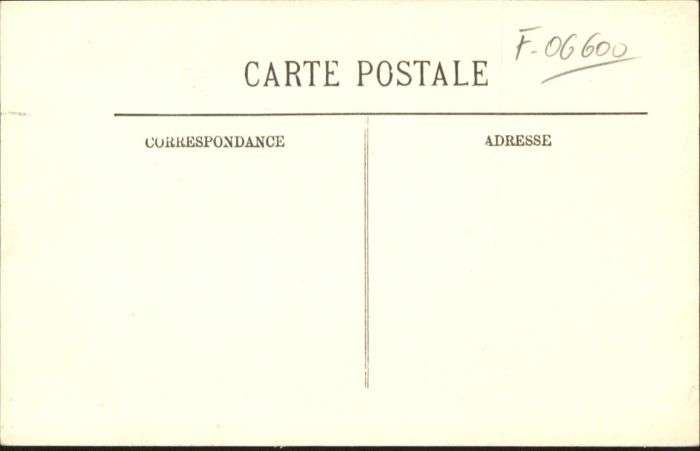 F-06600
CARTE POSTALE
CORRESPONDANCE
ADRESSE